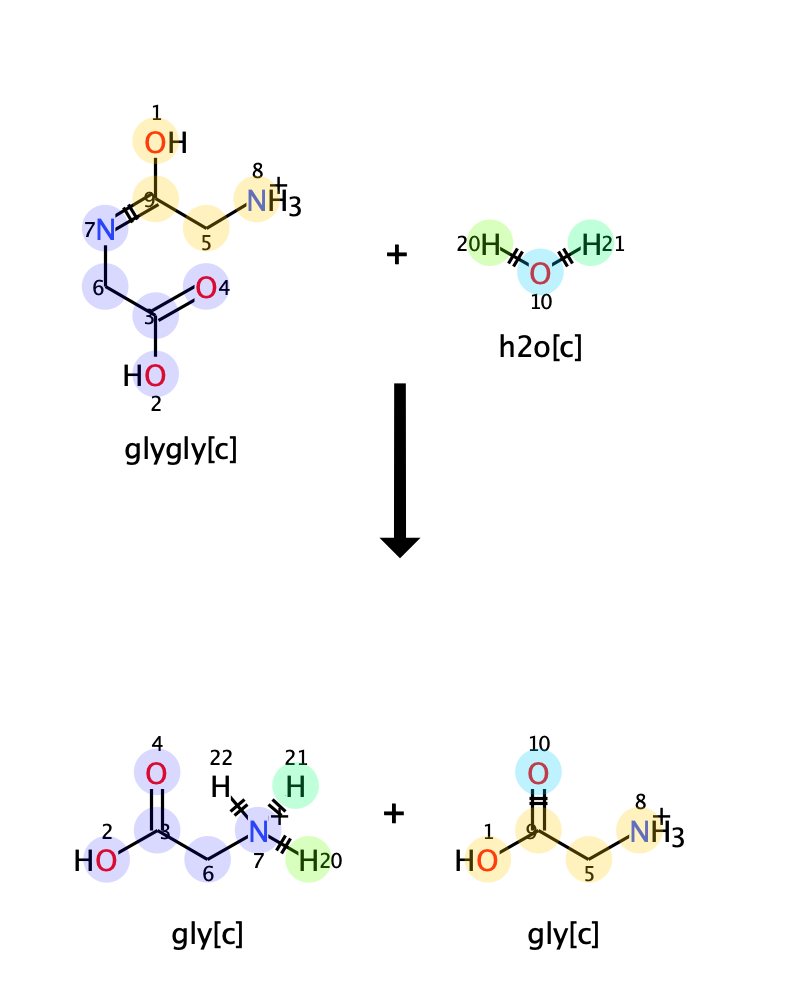 1
OH
8
9 NH3+
7N
5
6 O4
3
HO
2
glygly[c]
+
20H H21
O
10
h2o[c]
4 22 21
O H H
2 3 N+
HO 6 7 H20
gly[c]
+
10
O
8
1 9 NH3+
HO 5
gly[c]